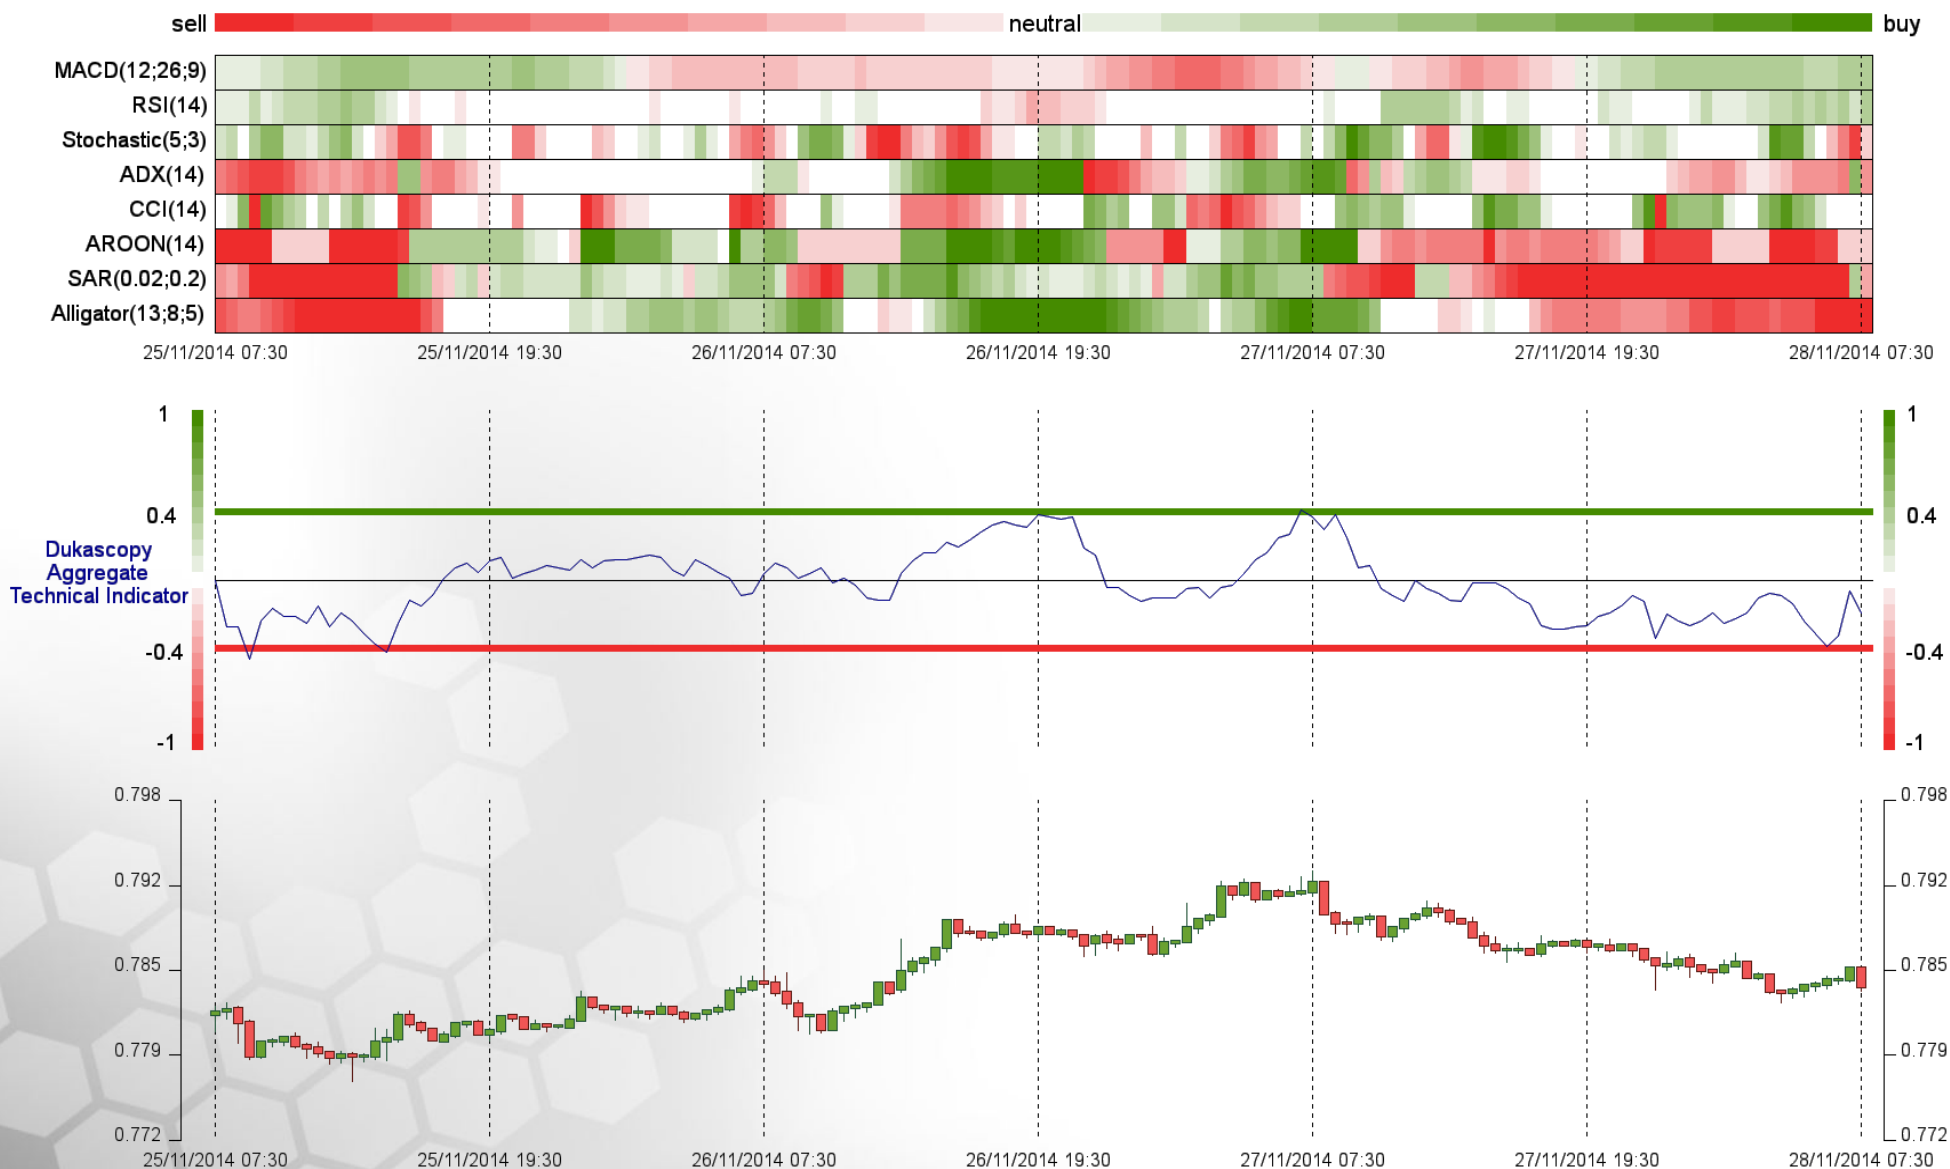 sell neutral buy
MACD(12;26;9)
RSI(14)
Stochastic(5;3)
ADX(14)
CCI(14)
AROON(14)
SAR(0.02;0.2)
Alligator(13;8;5)
25/11/2014 07:30 25/11/2014 19:30 26/11/2014 07:30 26/11/2014 19:30 27/11/2014 07:30 27/11/2014 19:30 28/11/2014 07:30
1 1
0.4 0.4
Dukascopy
Aggregate
Technical Indicator
-0.4 -0.4
-1 -1
0.798 0.798
0.792 0.792
0.785 0.785
0.779 0.779
0.772 0.772
25/11/2014 07:30 25/11/2014 19:30 26/11/2014 07:30 26/11/2014 19:30 27/11/2014 07:30 27/11/2014 19:30 28/11/2014 07:30